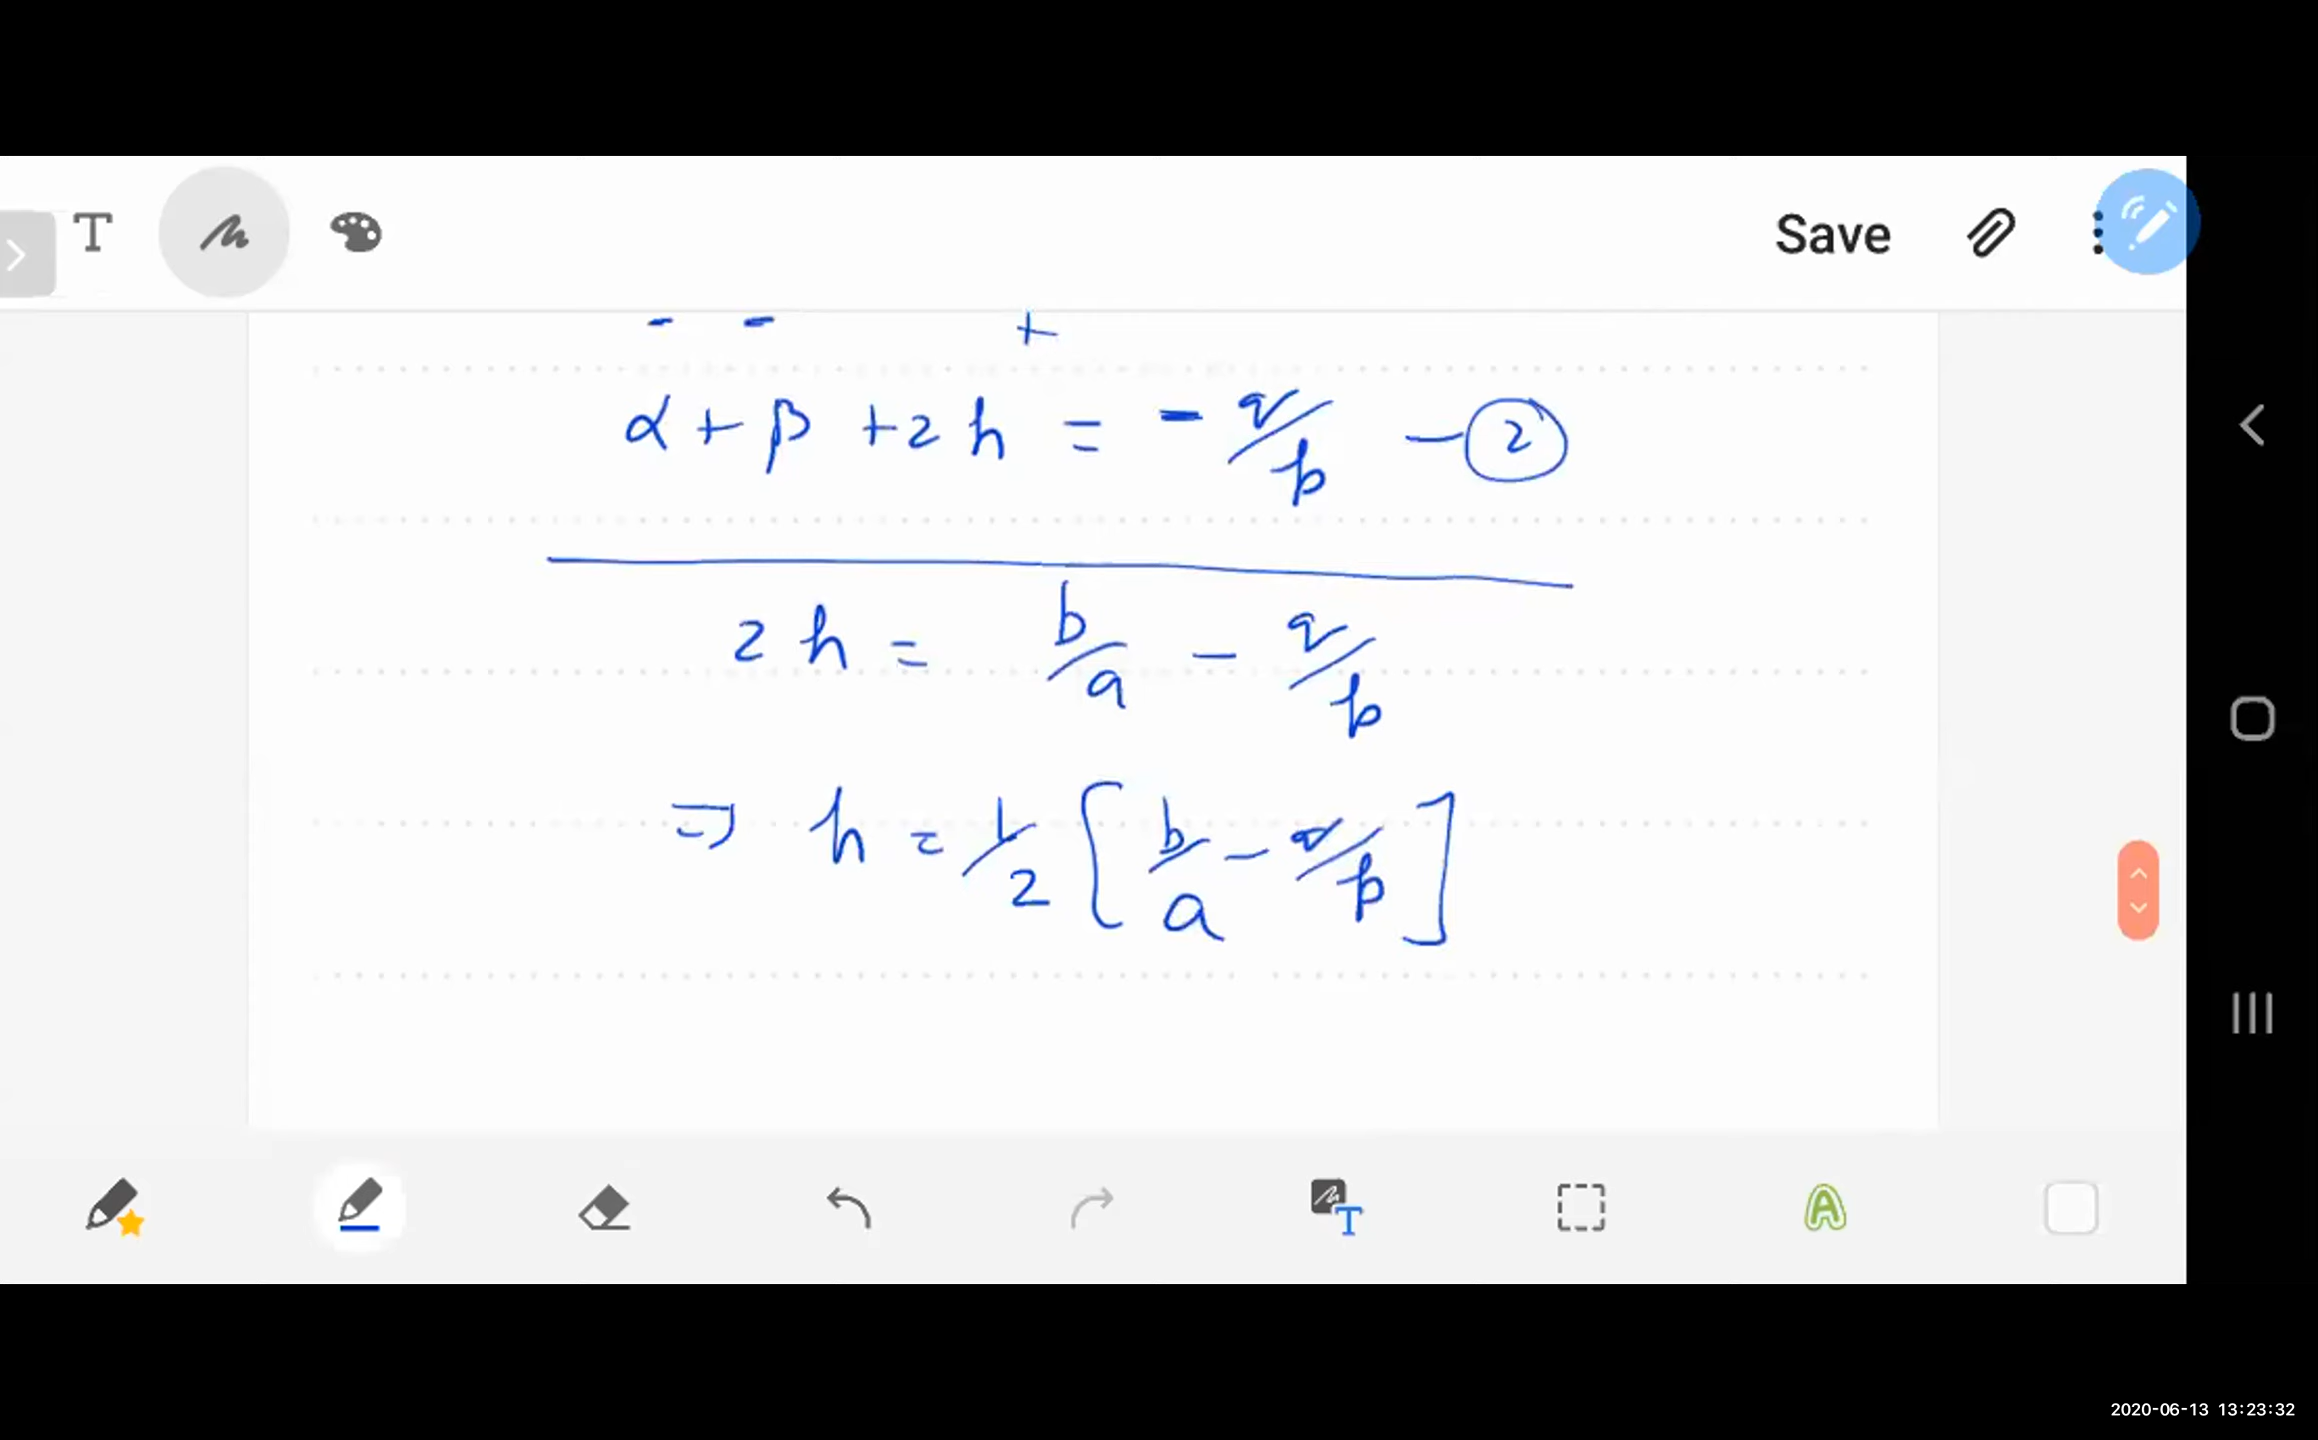 T Save
- - +
α + β + 2h = - q/p - ②
2h = b/a - q/p
⇒ h = 1/2 [b/a - q/p]
T A
2020-06-13 13:23:32